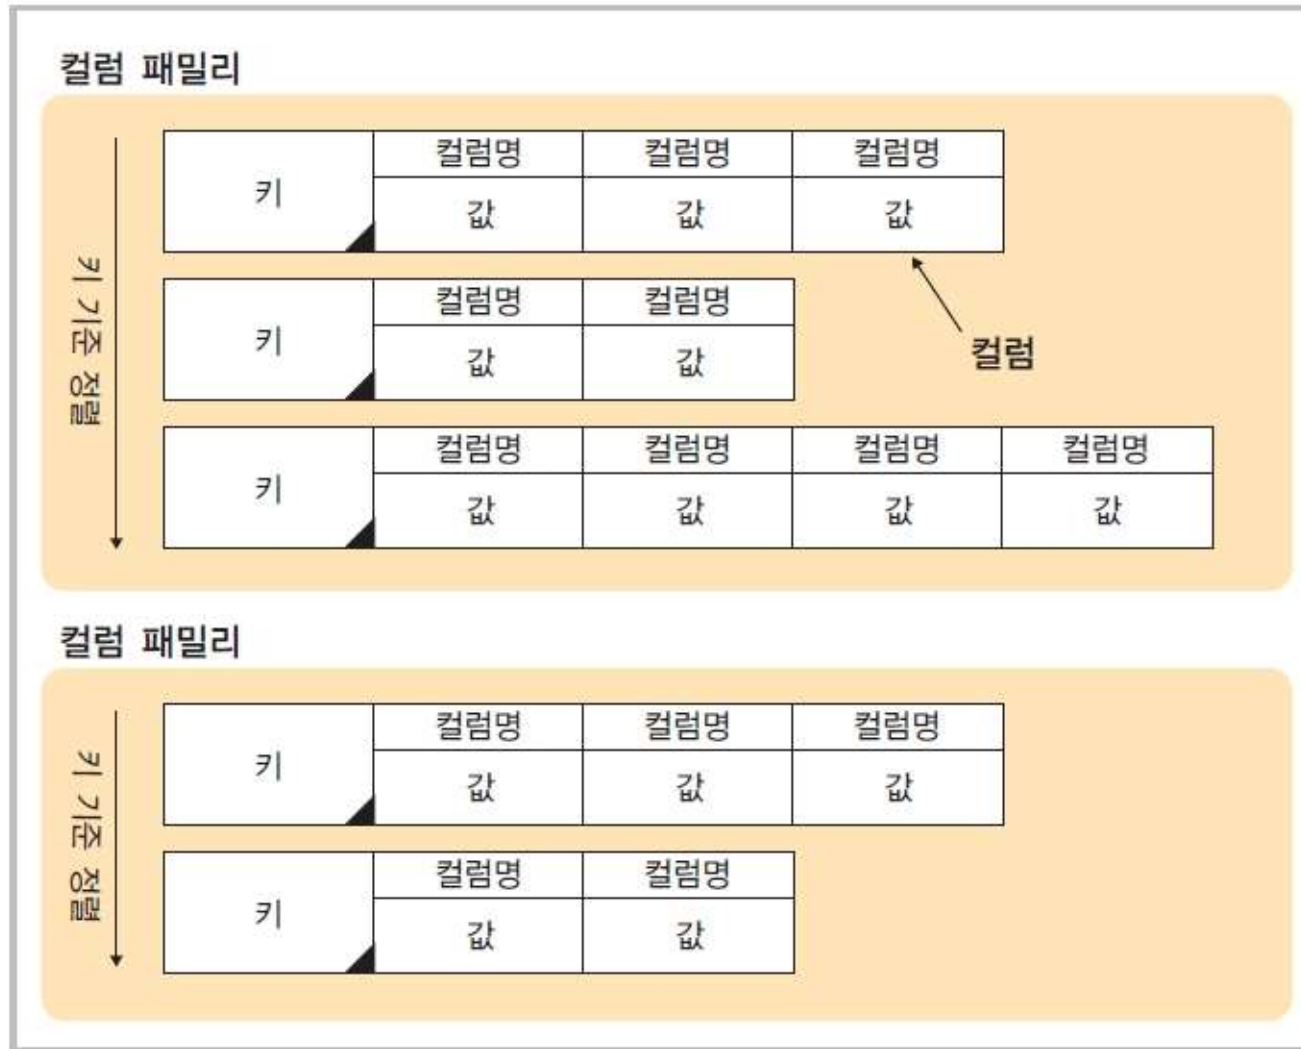 컬럼 패밀리
키 기준 정렬
컬럼명 컬럼명 컬럼명
키
값 값 값
컬럼명 컬럼명
키
값 값
컬럼
컬럼명 컬럼명 컬럼명 컬럼명
키
값 값 값 값
컬럼 패밀리
키 기준 정렬
컬럼명 컬럼명 컬럼명
키
값 값 값
컬럼명 컬럼명
키
값 값